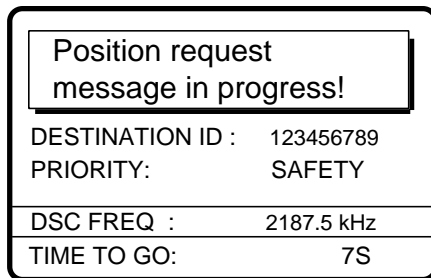 Position request
message in progress!
DESTINATION ID : 123456789
PRIORITY: SAFETY
DSC FREQ : 2187.5 kHz
TIME TO GO: 7S